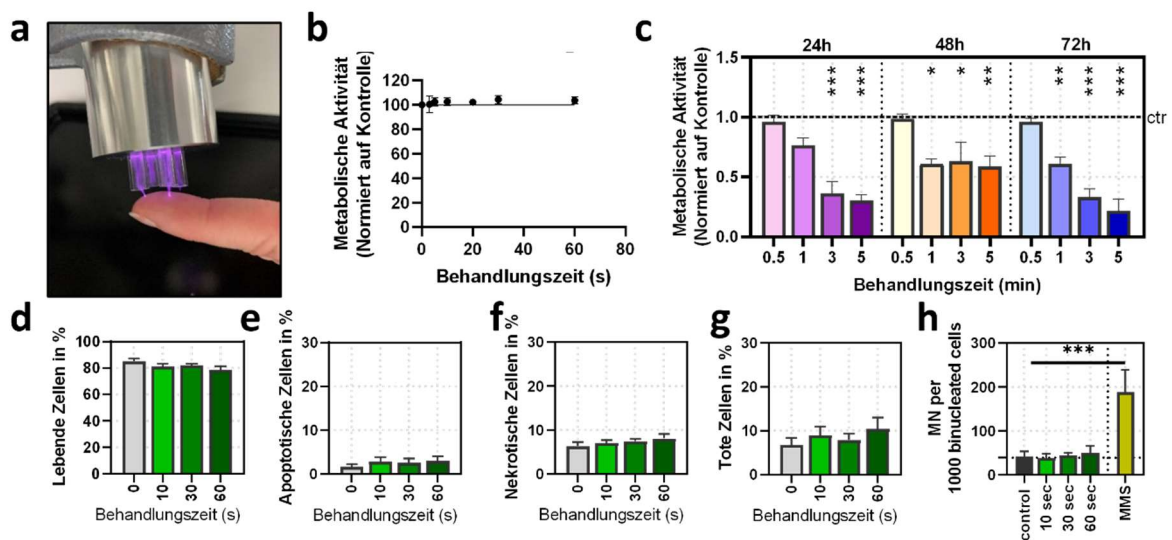 a
b
Metabolische Aktivität
(Normiert auf Kontrolle]
120
100
80
60
40
20
0
0 20 40 60 80
Behandlungszeit (s)
c
24h 48h 72h
Metabolische Aktivität
(Normiert auf Kontrolle)
1.5
1.0
0.5
0.0
*** *** * * ** ** *** ***
ctr
0.5 1 3 5 0.5 1 3 5 0.5 1 3 5
Behandlungszeit (min)
d
Lebende Zellen in %
100
80
60
40
20
0
0 10 30 60
Behandlungszeit (s)
e
Apoptotische Zellen in %
30
20
10
0
0 10 30 60
Behandlungszeit (s)
f
Nekrotische Zellen in %
30
20
10
0
0 10 30 60
Behandlungszeit (s)
g
Tote Zellen in %
30
20
10
0
0 10 30 60
Behandlungszeit (s)
h
MN per
1000 binucleated cells
300
200
100
0
***
control
10 sec
30 sec
60 sec
MMS